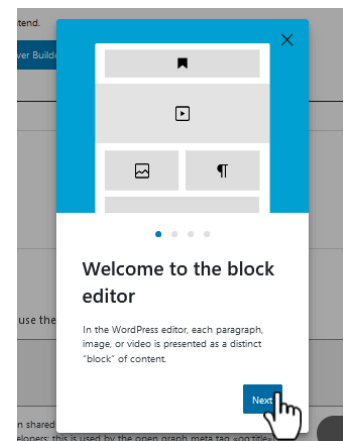 tend.
ver Builde
Welcome to the block
editor
use the
In the WordPress editor, each paragraph,
image, or video is presented as a distinct
"block" of content.
Next
n shared
elopers: this is used by the open graph meta tag «og:title»